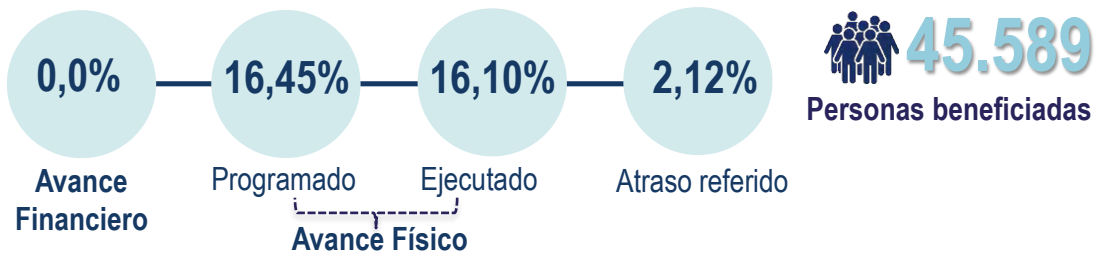 0,0%
16,45%
16,10%
2,12%
45.589
Personas beneficiadas
Avance
Financiero
Programado
Ejecutado
Atraso referido
Avance Físico